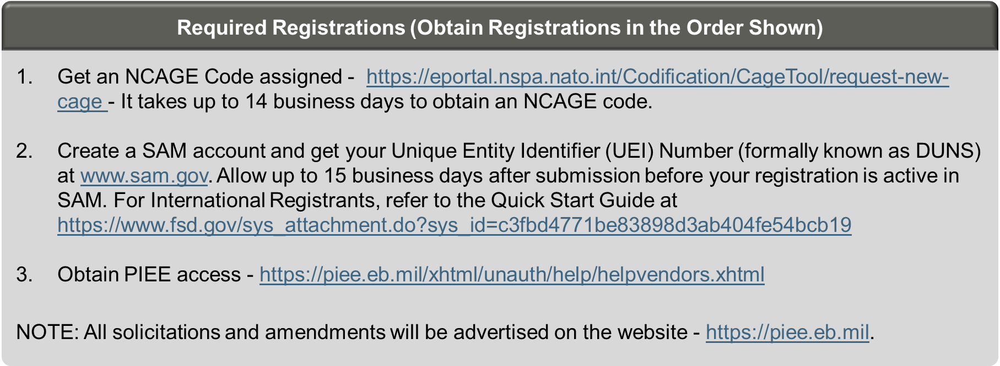 Required Registrations (Obtain Registrations in the Order Shown)
1. Get an NCAGE Code assigned - https://eportal.nspa.nato.int/Codification/CageTool/request-new-
cage - It takes up to 14 business days to obtain an NCAGE code.
2. Create a SAM account and get your Unique Entity Identifier (UEI) Number (formally known as DUNS)
at www.sam.gov. Allow up to 15 business days after submission before your registration is active in
SAM. For International Registrants, refer to the Quick Start Guide at
https://www.fsd.gov/sys_attachment.do?sys_id=c3fbd4771be83898d3ab404fe54bcb19
3. Obtain PIEE access - https://piee.eb.mil/xhtml/unauth/help/helpvendors.xhtml
NOTE: All solicitations and amendments will be advertised on the website - https://piee.eb.mil.